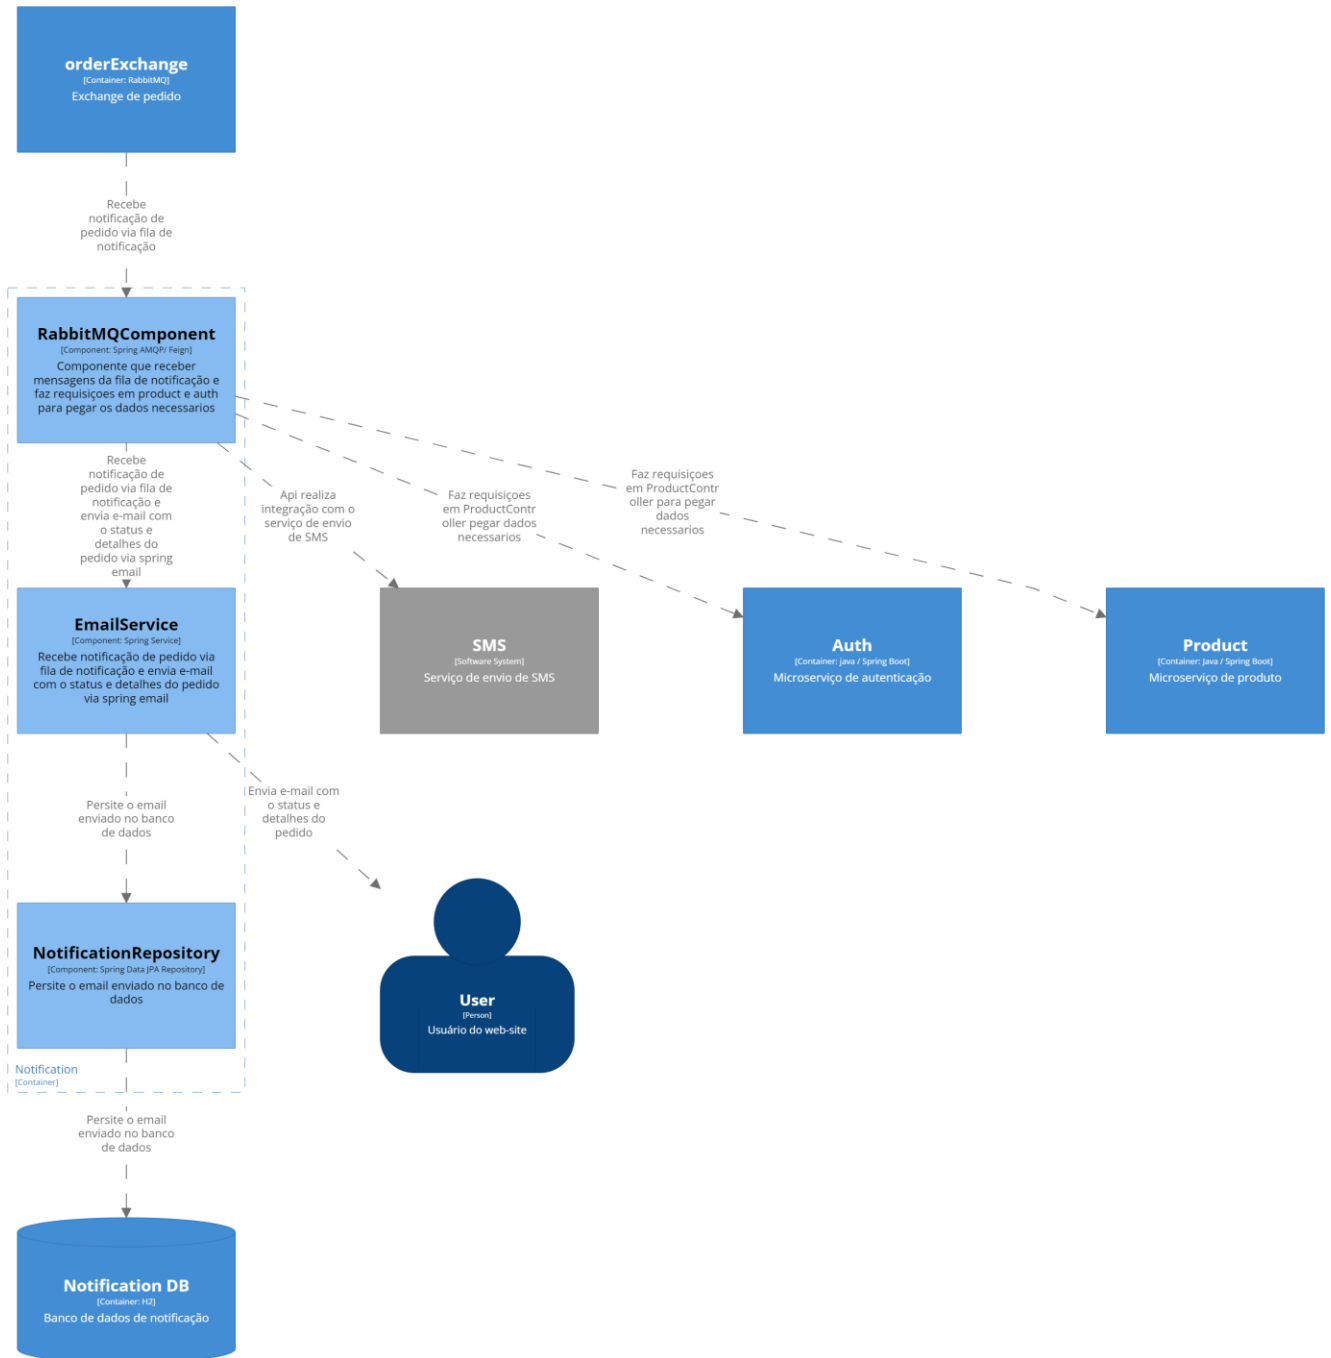 orderExchange
[Container: RabbitMQ]
Exchange de pedido
Recebe
notificação de
pedido via fila de
notificação
RabbitMQComponent
[Component: Spring AMQP/ Feign]
Componente que receber
mensagens da fila de notificação e
faz requisiçoes em product e auth
para pegar os dados necessarios
Recebe
notificação de
pedido via fila de
notificação e
envia e-mail com
o status e
detalhes do
pedido via spring
email
Api realiza
integração com o
serviço de envio
de SMS
Faz requisiçoes
em ProductContr
oller pegar dados
necessarios
Faz requisiçoes
em ProductContr
oller para pegar
dados
necessarios
EmailService
[Component: Spring Service]
Recebe notificação de pedido via
fila de notificação e envia e-mail
com o status e detalhes do pedido
via spring email
SMS
[Software System]
Serviço de envio de SMS
Auth
[Container: java / Spring Boot]
Microserviço de autenticação
Product
[Container: Java / Spring Boot]
Microserviço de produto
Persite o email
enviado no banco
de dados
Envia e-mail com
o status e
detalhes do
pedido
NotificationRepository
[Component: Spring Data JPA Repository]
Persite o email enviado no banco de
dados
User
[Person]
Usuário do web-site
Notification
[Container]
Persite o email
enviado no banco
de dados
Notification DB
[Container: H2]
Banco de dados de notificação